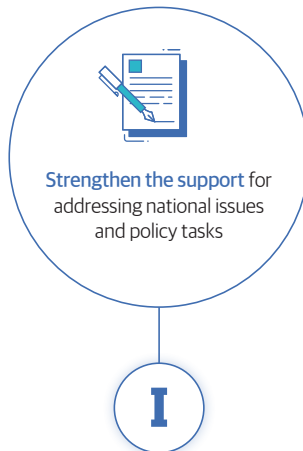 Strengthen the support for
addressing national issues
and policy tasks
I